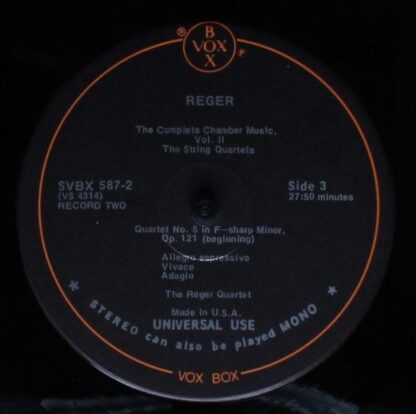 B
VOX
X
®
P
REGER
The Complete Chamber Music,
Vol. II
The String Quartets
SVBX 587-2
(VS 4314)
RECORD TWO
Side 3
27:50 minutes
Quartet No. 5 in F-sharp Minor,
Op. 121 (beginning)
Allegro espressivo
Vivace
Adagio
The Reger Quartet
Made in U.S.A.
UNIVERSAL USE
★ STEREO can also be played MONO ★
VOX BOX